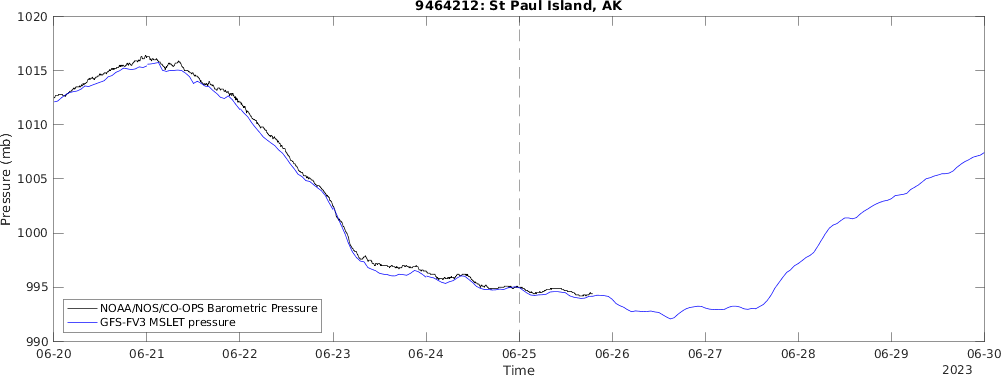 9464212: St Paul Island, AK
1020
1015
1010
1005
1000
995
990
Pressure (mb)
NOAA/NOS/CO-OPS Barometric Pressure
GFS-FV3 MSLET pressure
06-20 06-21 06-22 06-23 06-24 06-25 06-26 06-27 06-28 06-29 06-30
Time
2023